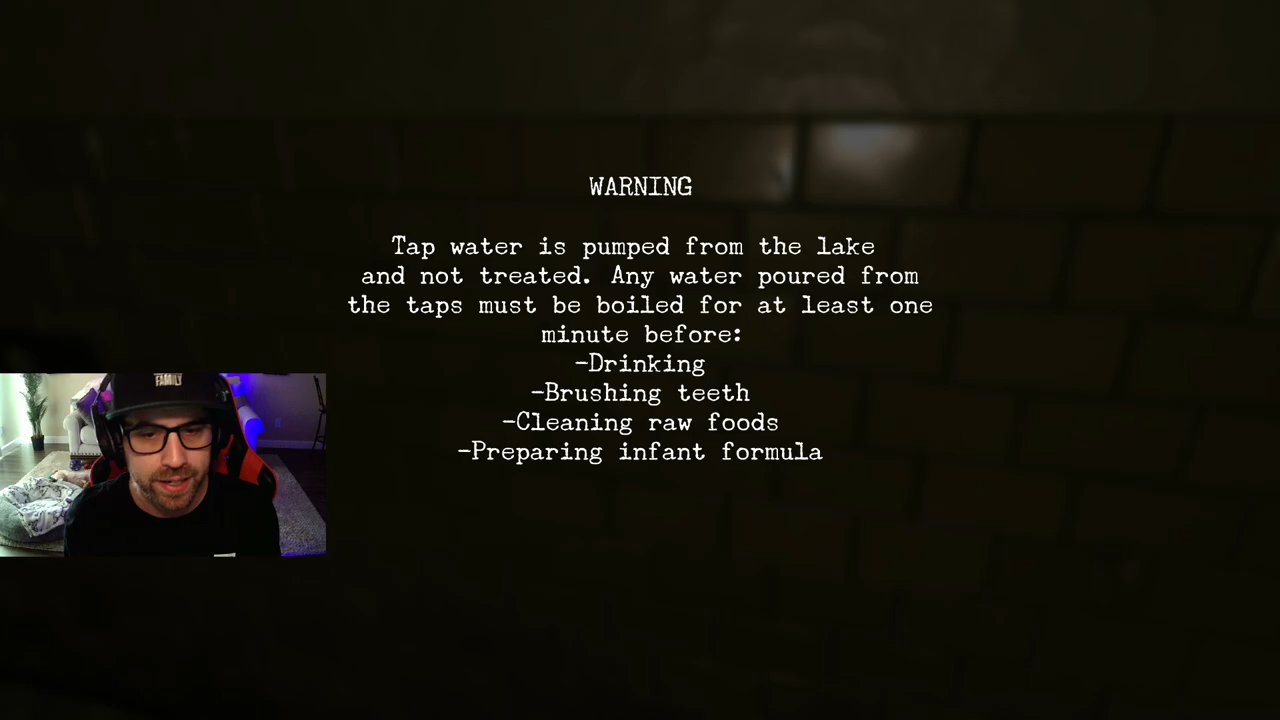 WARNING
Tap water is pumped from the lake
and not treated. Any water poured from
the taps must be boiled for at least one
minute before:
-Drinking
-Brushing teeth
-Cleaning raw foods
-Preparing infant formula
FAMILY